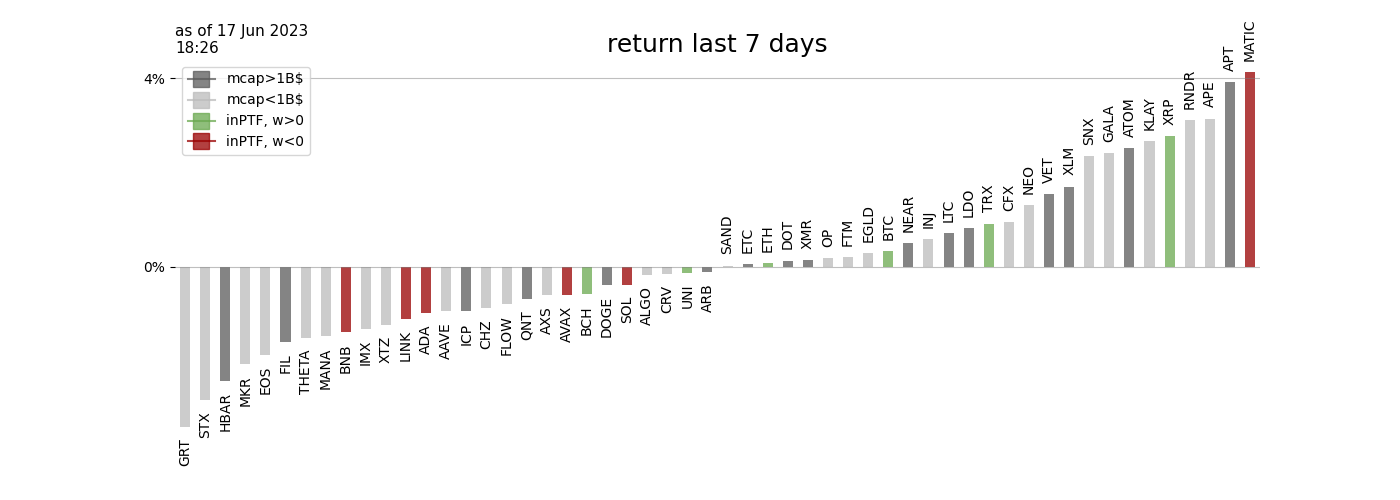 as of 17 Jun 2023
18:26
return last 7 days
4%
0%
mcap>1B$
mcap<1B$
inPTF, w>0
inPTF, w<0
GRT
STX
HBAR
MKR
EOS
FIL
THETA
MANA
BNB
IMX
XTZ
LINK
ADA
AAVE
ICP
CHZ
FLOW
QNT
AXS
AVAX
BCH
DOGE
SOL
ALGO
CRV
UNI
ARB
SAND
ETC
ETH
DOT
XMR
OP
FTM
EGLD
BTC
NEAR
INJ
LTC
LDO
TRX
CFX
NEO
VET
XLM
SNX
GALA
ATOM
KLAY
XRP
RNDR
APE
APT
MATIC